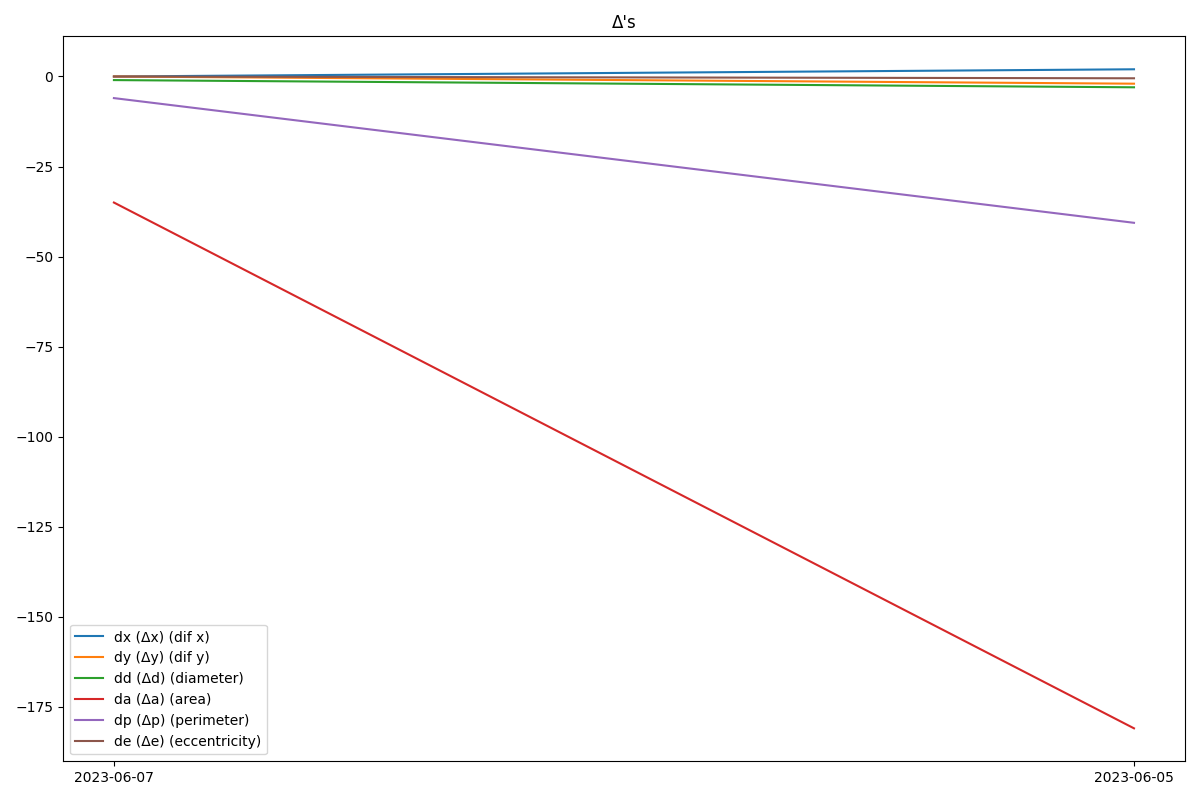 Δ's
0
−25
−50
−75
−100
−125
−150
−175
dx (Δx) (dif x)
dy (Δy) (dif y)
dd (Δd) (diameter)
da (Δa) (area)
dp (Δp) (perimeter)
de (Δe) (eccentricity)
2023-06-07
2023-06-05